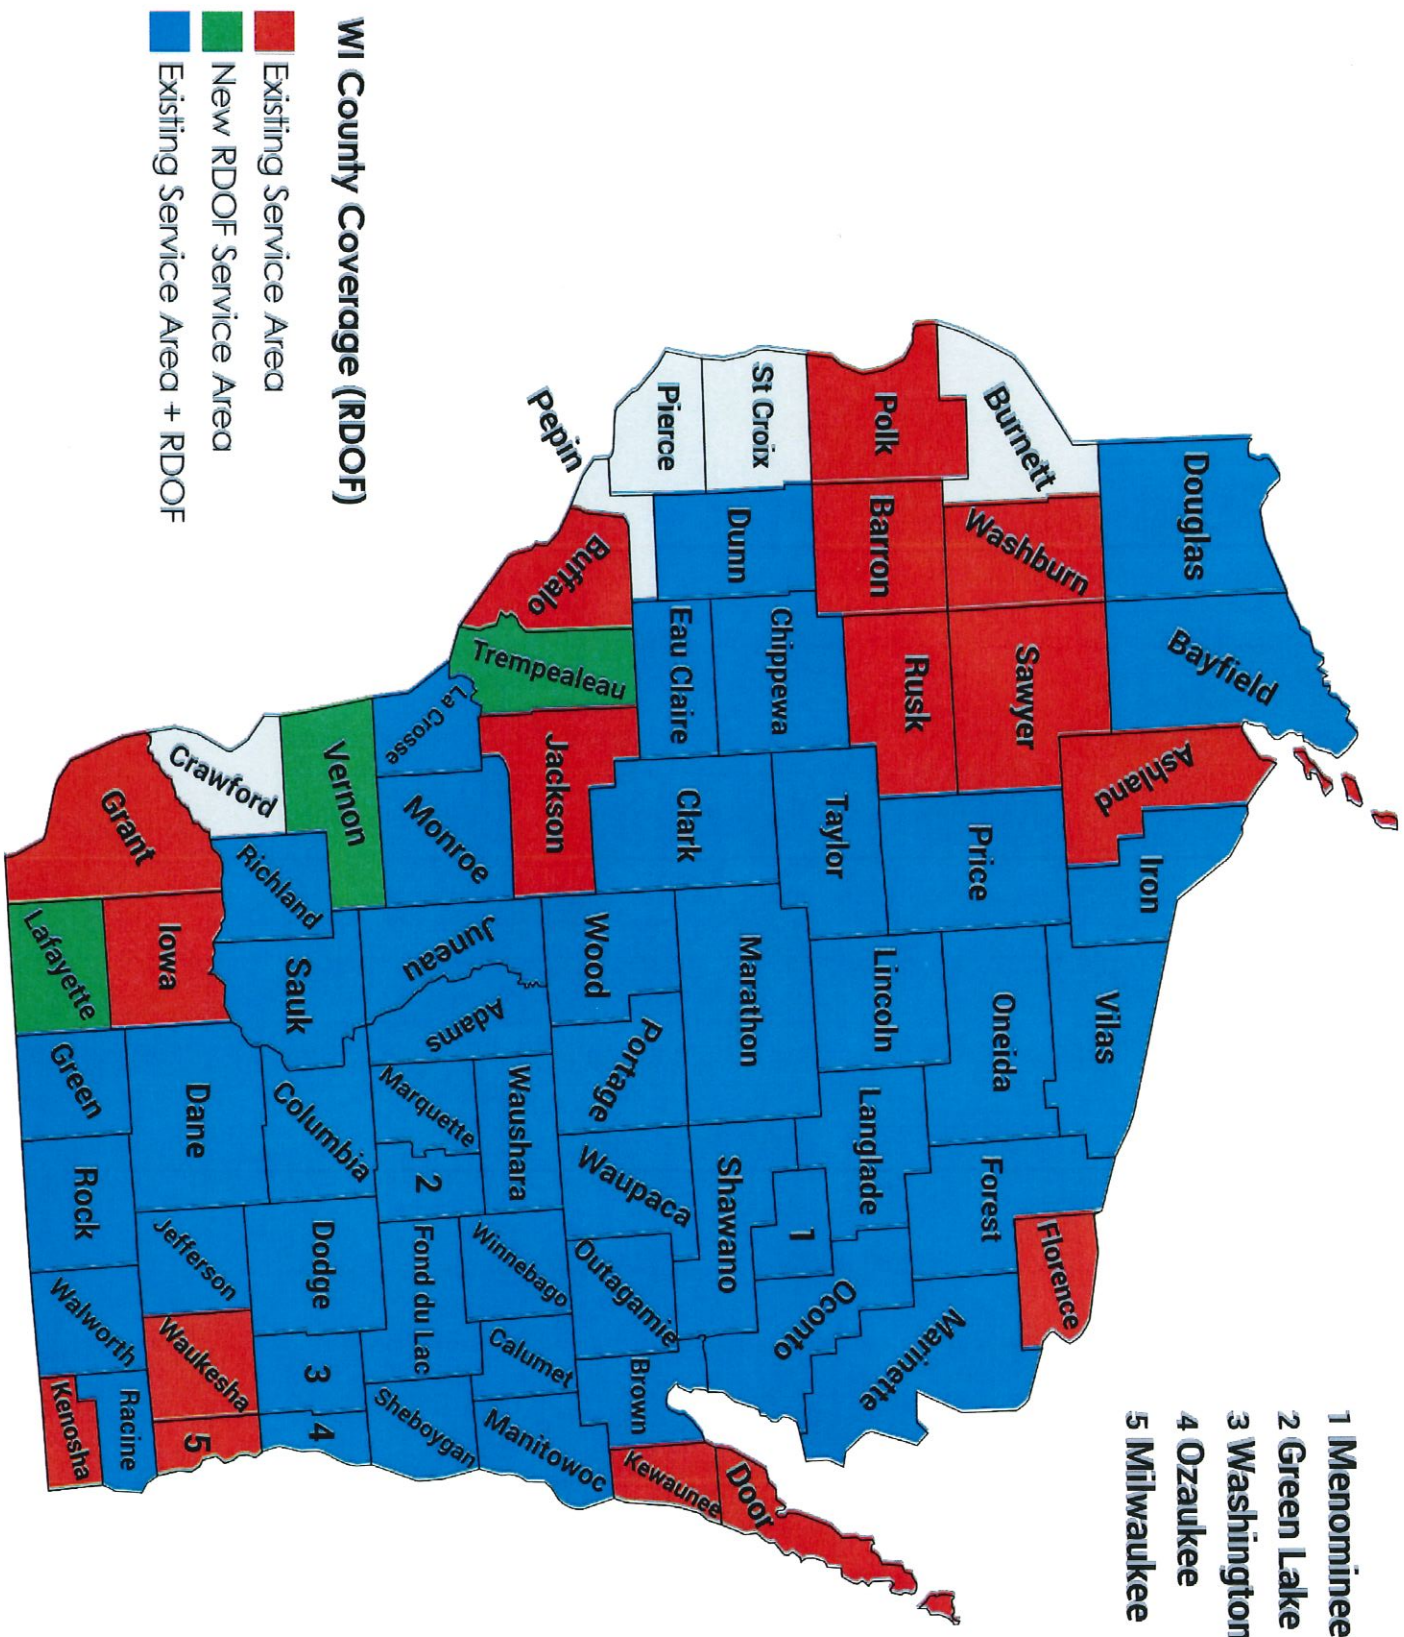 WI County Coverage (RDOF)
Existing Service Area
New RDOF Service Area
Existing Service Area + RDOF
1 Menominee
2 Green Lake
3 Washington
4 Ozaukee
5 Milwaukee
Douglas
Bayfield
Ashland
Iron
Vilas
Burnett
Washburn
Sawyer
Price
Oneida
Forest
Florence
Polk
Barron
Rusk
Taylor
Lincoln
Langlade
Marinette
Oconto
St Croix
Dunn
Chippewa
Clark
Marathon
Shawano
1
Pierce
Pepin
Eau Claire
Buffalo
Trempealeau
Jackson
Wood
Portage
Waupaca
Outagamie
Brown
Kewaunee
Door
La Crosse
Monroe
Juneau
Adams
Waushara
Winnebago
Calumet
Manitowoc
Vernon
Marquette
2
Fond du Lac
Sheboygan
Crawford
Richland
Sauk
Columbia
Dodge
3
4
Grant
Iowa
Dane
Jefferson
Waukesha
5
Lafayette
Green
Rock
Walworth
Racine
Kenosha